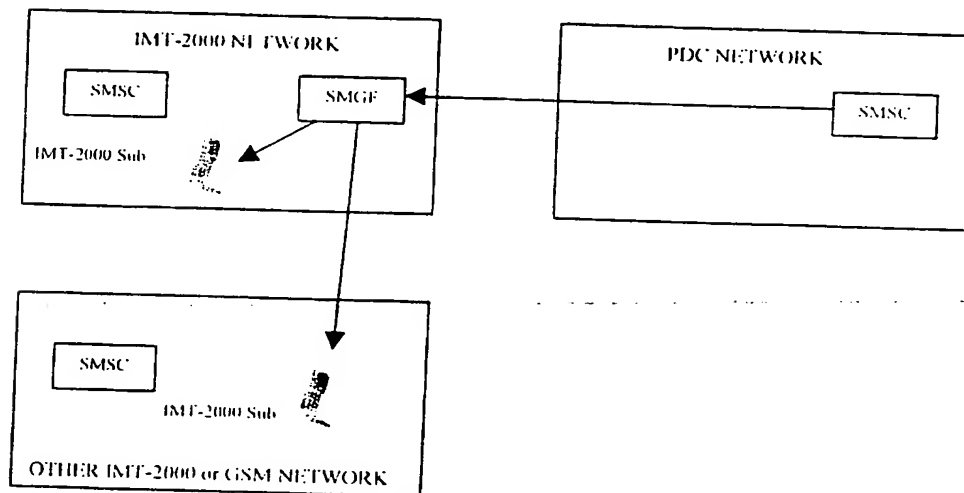 IMT-2000 NETWORK
SMSC
SMGF
IMT-2000 Sub
PDC NETWORK
SMSC
SMSC
IMT-2000 Sub
OTHER IMT-2000 or GSM NETWORK